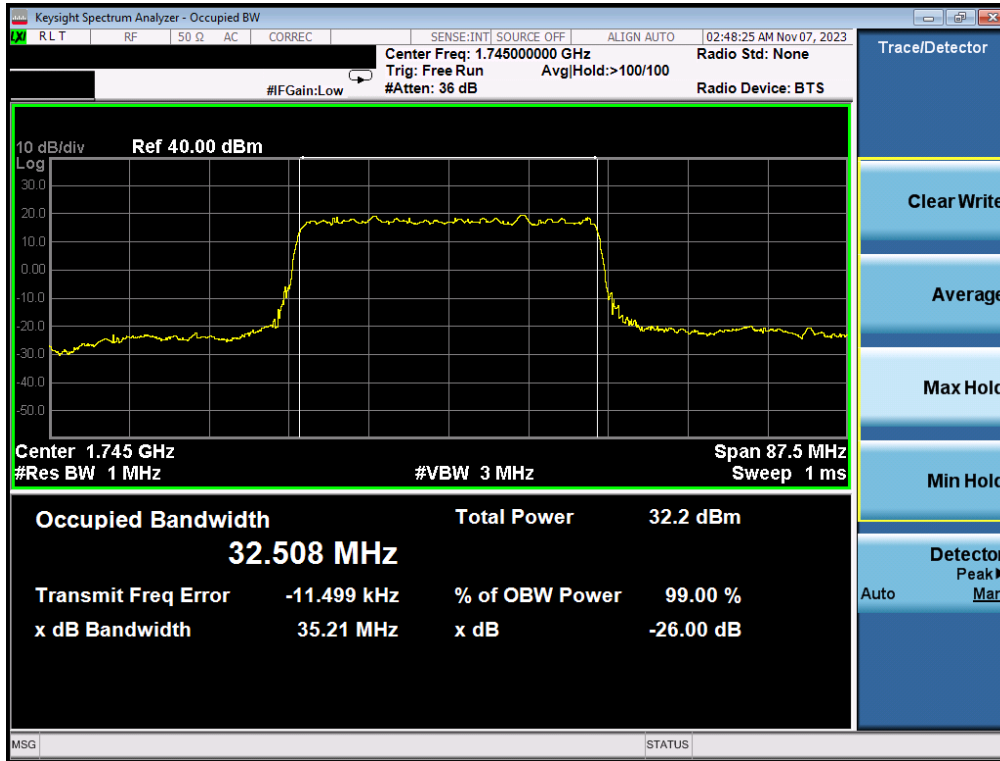 Keysight Spectrum Analyzer - Occupied BW
LXI RLT RF 50 Ω AC CORREC SENSE:INT SOURCE OFF ALIGN AUTO 02:48:25 AM Nov 07, 2023
Center Freq: 1.745000000 GHz Radio Std: None
Trig: Free Run Avg|Hold:>100/100
#IFGain:Low #Atten: 36 dB Radio Device: BTS
Trace/Detector
10 dB/div Ref 40.00 dBm
Log
30.0
20.0
10.0
0.00
-10.0
-20.0
-30.0
-40.0
-50.0
Center 1.745 GHz Span 87.5 MHz
#Res BW 1 MHz #VBW 3 MHz Sweep 1 ms
Occupied Bandwidth Total Power 32.2 dBm
32.508 MHz
Transmit Freq Error -11.499 kHz % of OBW Power 99.00 %
x dB Bandwidth 35.21 MHz x dB -26.00 dB
Clear Write
Average
Max Hold
Min Hold
Detector
Peak
Auto Man
MSG STATUS